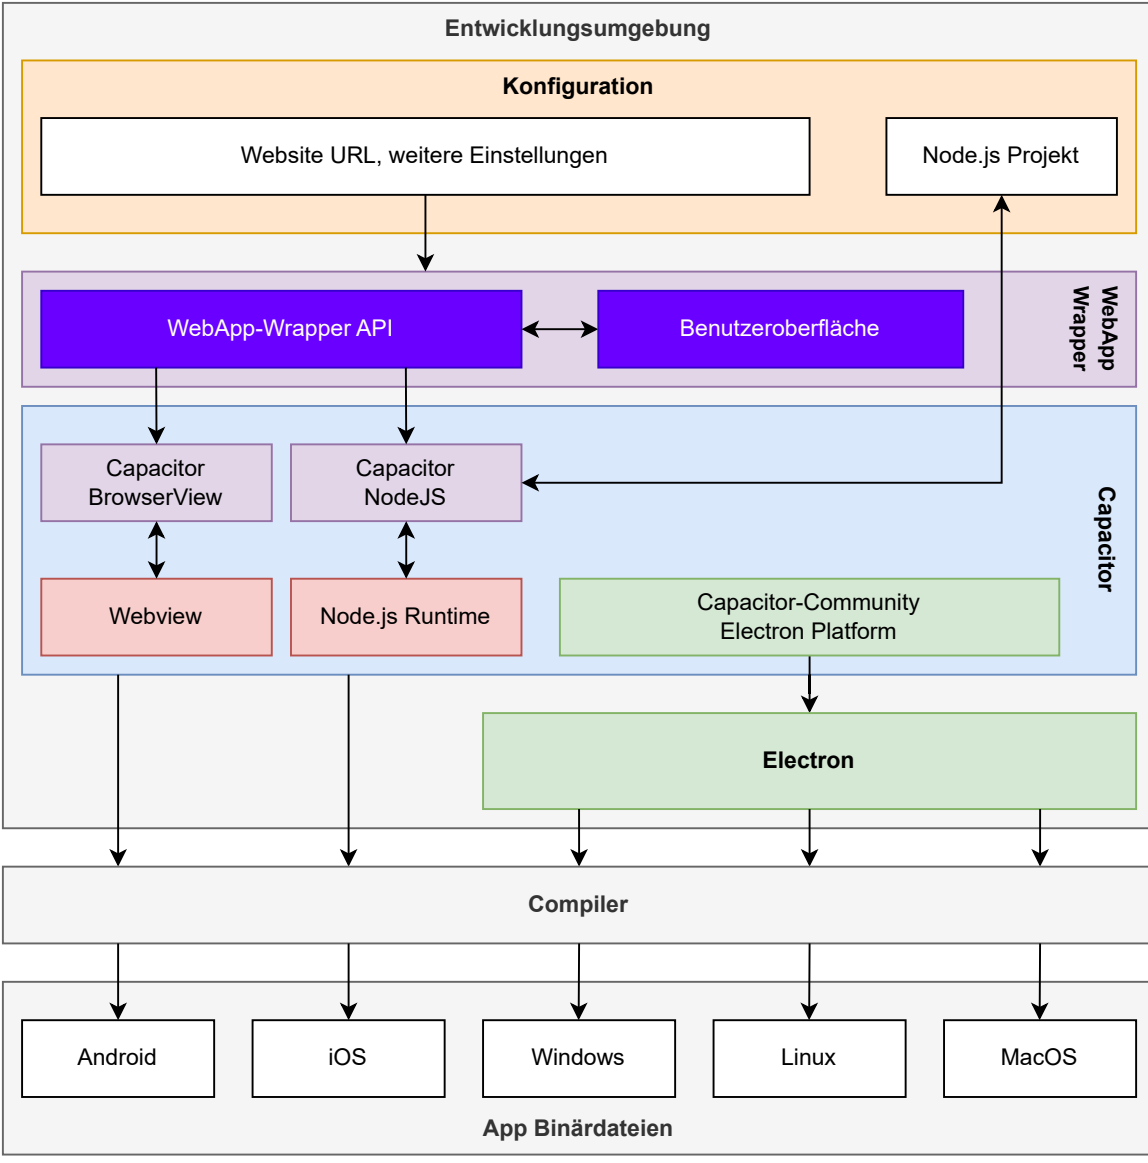 Entwicklungsumgebung
Konfiguration
Website URL, weitere Einstellungen
Node.js Projekt
WebApp-Wrapper API
Benutzeroberfläche
WebApp
Wrapper
Capacitor
BrowserView
Capacitor
NodeJS
Capacitor
Webview
Node.js Runtime
Capacitor-Community
Electron Platform
Electron
Compiler
Android
iOS
Windows
Linux
MacOS
App Binärdateien